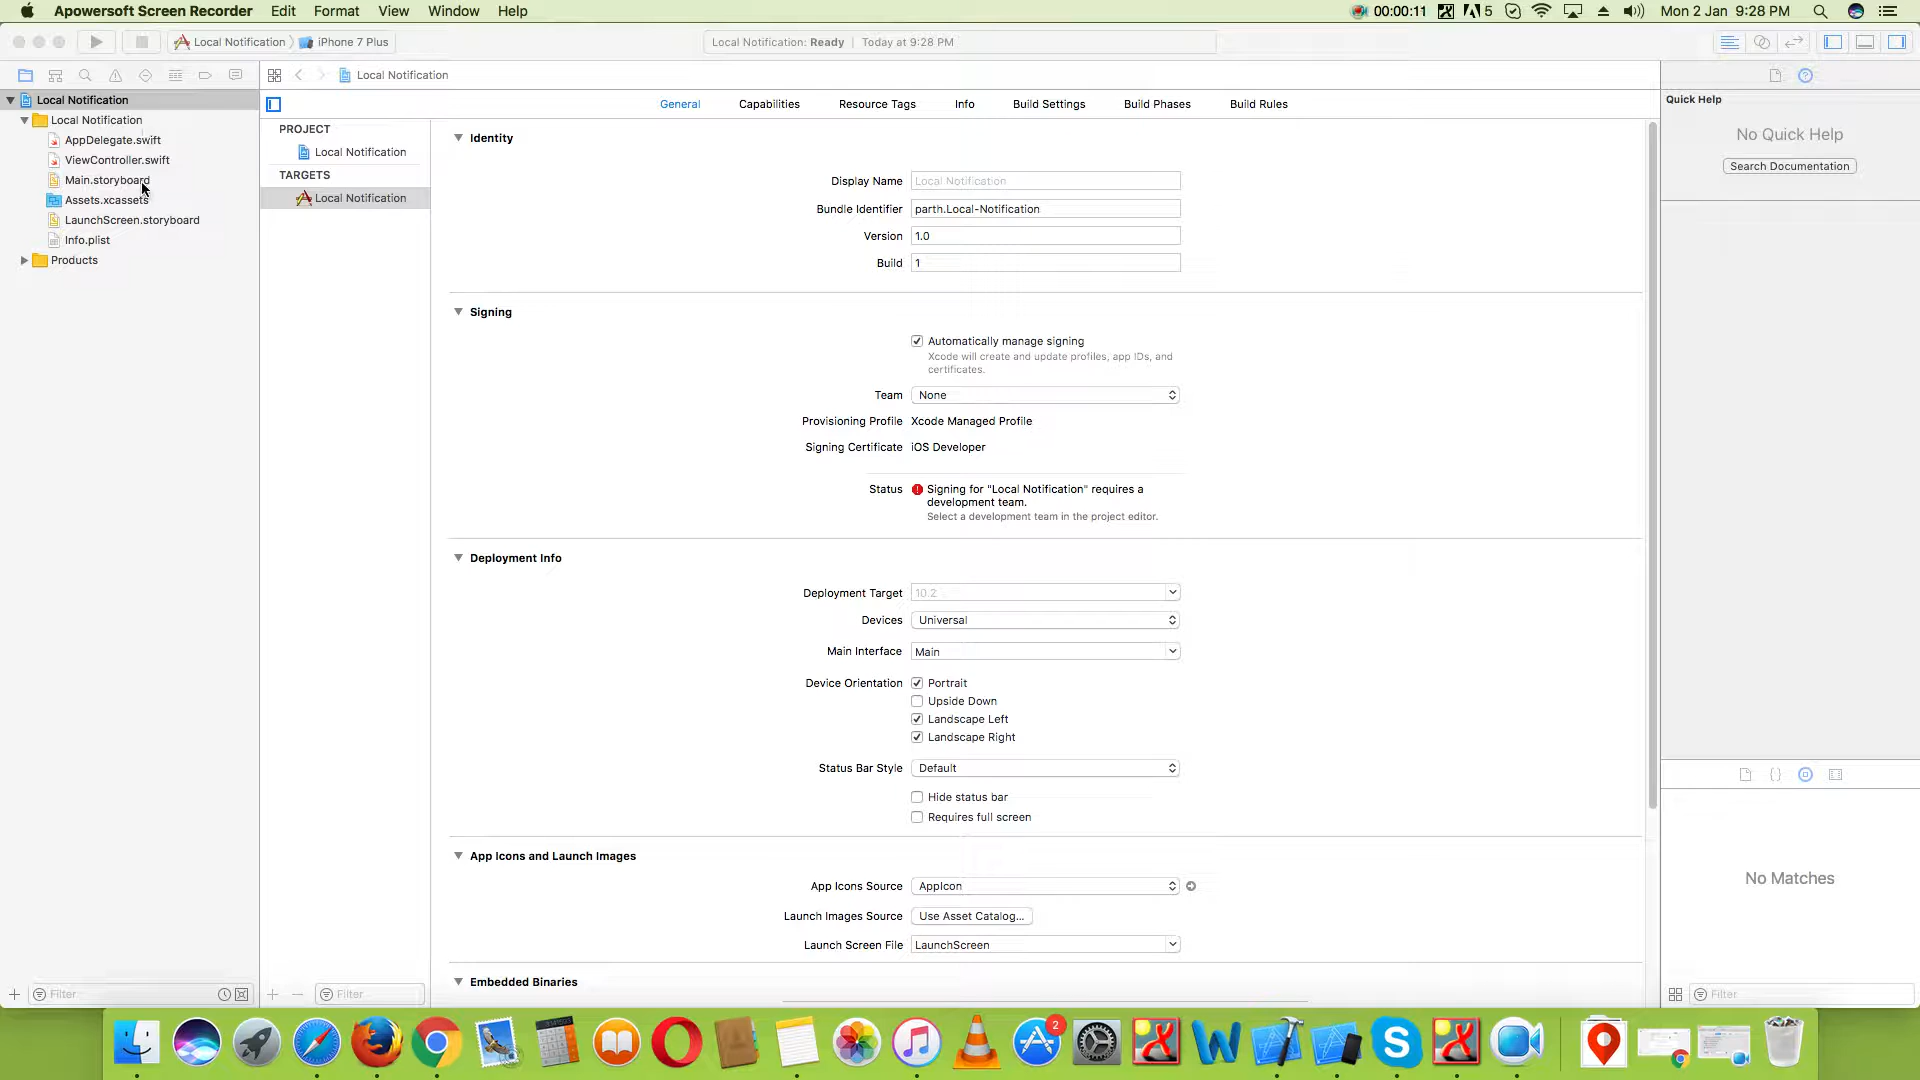 Apowersoft Screen Recorder Edit Format View Window Help 00:00:11 5 Mon 2 Jan 9:28 PM
Local Notification iPhone 7 Plus Local Notification: Ready Today at 9:28 PM
Local Notification
Quick Help
No Quick Help
Search Documentation
Local Notification
Local Notification
AppDelegate.swift
ViewController.swift
Main.storyboard
Assets.xcassets
LaunchScreen.storyboard
Info.plist
Products
General Capabilities Resource Tags Info Build Settings Build Phases Build Rules
PROJECT
Local Notification
TARGETS
Local Notification
Identity
Display Name Local Notification
Bundle Identifier parth.Local-Notification
Version 1.0
Build 1
Signing
Automatically manage signing
Xcode will create and update profiles, app IDs, and
certificates.
Team None
Provisioning Profile Xcode Managed Profile
Signing Certificate iOS Developer
Status Signing for "Local Notification" requires a
development team.
Select a development team in the project editor.
Deployment Info
Deployment Target 10.2
Devices Universal
Main Interface Main
Device Orientation Portrait
Upside Down
Landscape Left
Landscape Right
Status Bar Style Default
Hide status bar
Requires full screen
App Icons and Launch Images
App Icons Source AppIcon
Launch Images Source Use Asset Catalog...
Launch Screen File LaunchScreen
Embedded Binaries
No Matches
Filter Filter Filter
2